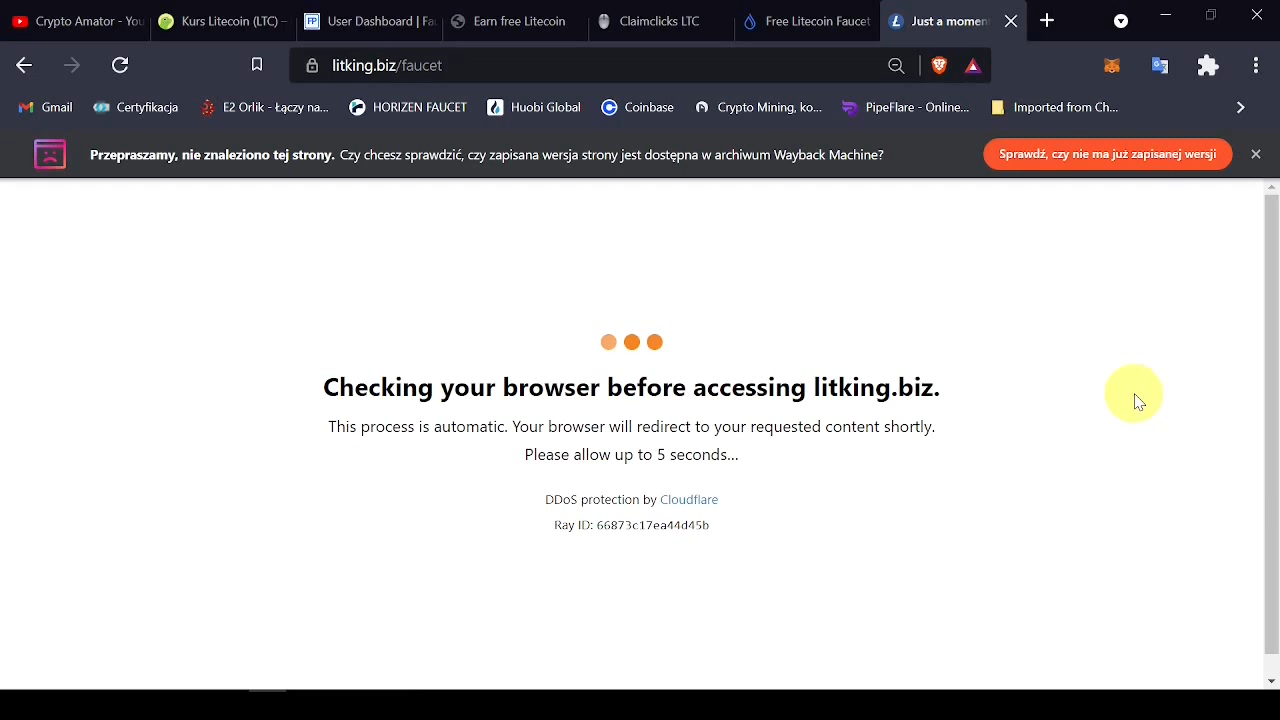 Crypto Amator - You
Kurs Litecoin (LTC) -
FP
User Dashboard | Fau
Earn free Litecoin
Claimclicks LTC
Free Litecoin Faucet
Just a moment
litking.biz/faucet
Gmail
Certyfikacja
E2 Orlik - Łączy na...
HORIZEN FAUCET
Huobi Global
Coinbase
Crypto Mining, ko...
PipeFlare - Online...
Imported from Ch...
Przepraszamy, nie znaleziono tej strony. Czy chcesz sprawdzić, czy zapisana wersja strony jest dostępna w archiwum Wayback Machine?
Sprawdź, czy nie ma już zapisanej wersji
Checking your browser before accessing litking.biz.
This process is automatic. Your browser will redirect to your requested content shortly.
Please allow up to 5 seconds...
DDoS protection by Cloudflare
Ray ID: 66873c17ea44d45b